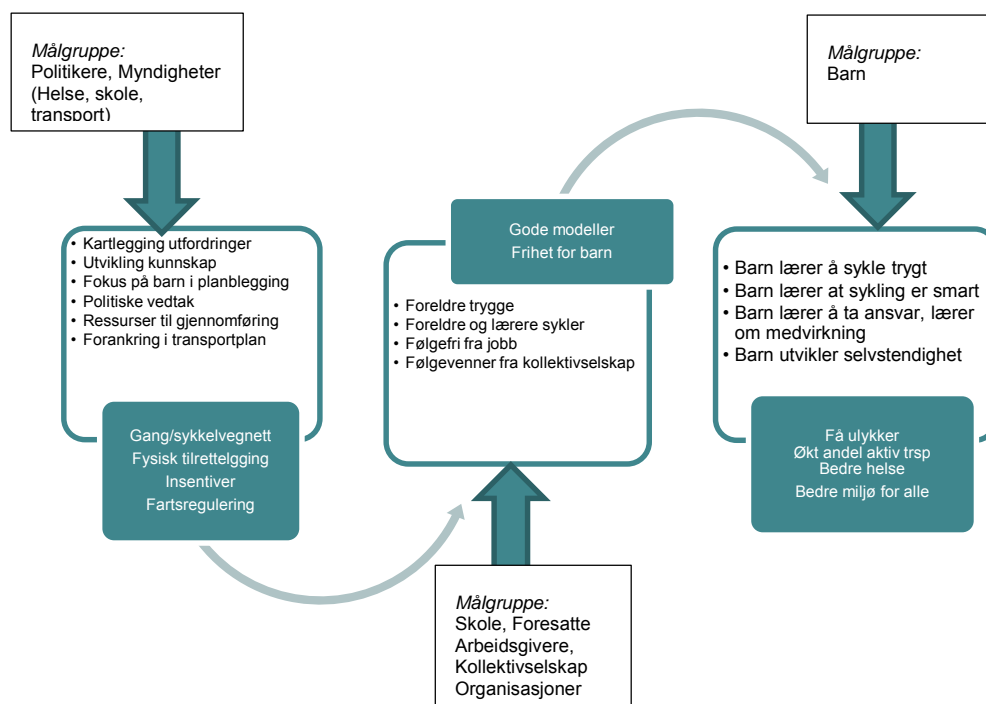 Målgruppe:
Politikere, Myndigheter
(Helse, skole,
transport)
• Kartlegging utfordringer
• Utvikling kunnskap
• Fokus på barn i planblegging
• Politiske vedtak
• Ressurser til gjennomføring
• Forankring i transportplan
Gang/sykkelvegnett
Fysisk tilrettelgging
Insentiver
Fartsregulering
Gode modeller
Frihet for barn
• Foreldre trygge
• Foreldre og lærere sykler
• Følgefri fra jobb
• Følgevenner fra kollektivselskap
Målgruppe:
Skole, Foresatte
Arbeidsgivere,
Kollektivselskap
Organisasjoner
Målgruppe:
Barn
• Barn lærer å sykle trygt
• Barn lærer at sykling er smart
• Barn lærer å ta ansvar, lærer
om medvirkning
• Barn utvikler selvstendighet
Få ulykker
Økt andel aktiv trsp
Bedre helse
Bedre miljø for alle